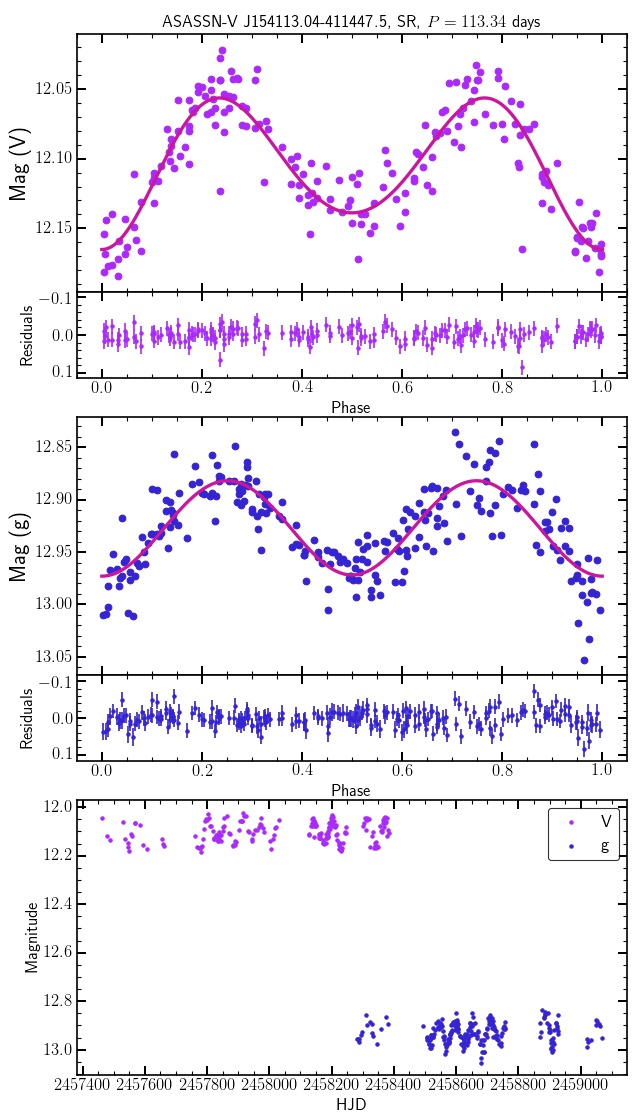 ASASSN-V J154113.04-411447.5, SR, P = 113.34 days
12.05
12.10
12.15
Mag (V)
−0.1
0.0
0.1
Residuals
0.0 0.2 0.4 0.6 0.8 1.0
Phase
12.85
12.90
12.95
13.00
13.05
Mag (g)
−0.1
0.0
0.1
Residuals
0.0 0.2 0.4 0.6 0.8 1.0
Phase
12.0
12.2
12.4
12.6
12.8
13.0
Magnitude
V
g
2457400 2457600 2457800 2458000 2458200 2458400 2458600 2458800 2459000
HJD